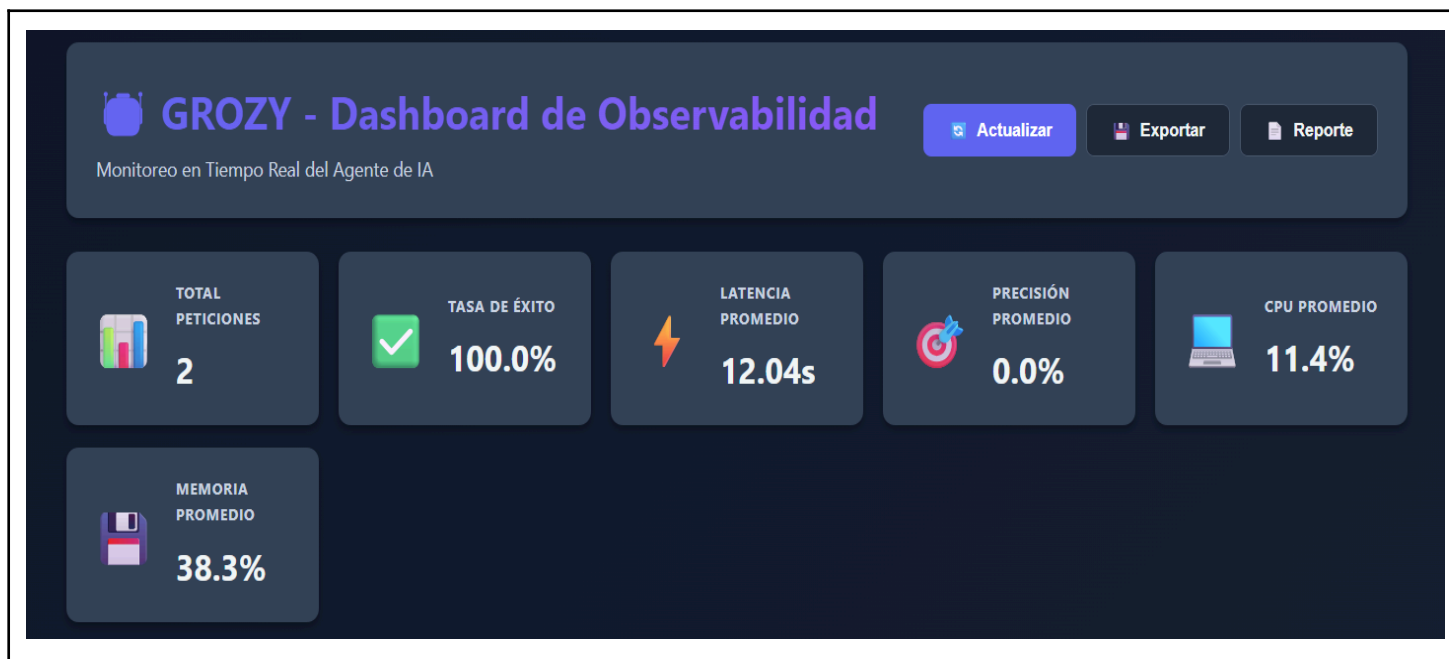 GROZY - Dashboard de Observabilidad
Monitoreo en Tiempo Real del Agente de IA
Actualizar
Exportar
Reporte
TOTAL
PETICIONES
2
TASA DE ÉXITO
100.0%
LATENCIA
PROMEDIO
12.04s
PRECISIÓN
PROMEDIO
0.0%
CPU PROMEDIO
11.4%
MEMORIA
PROMEDIO
38.3%